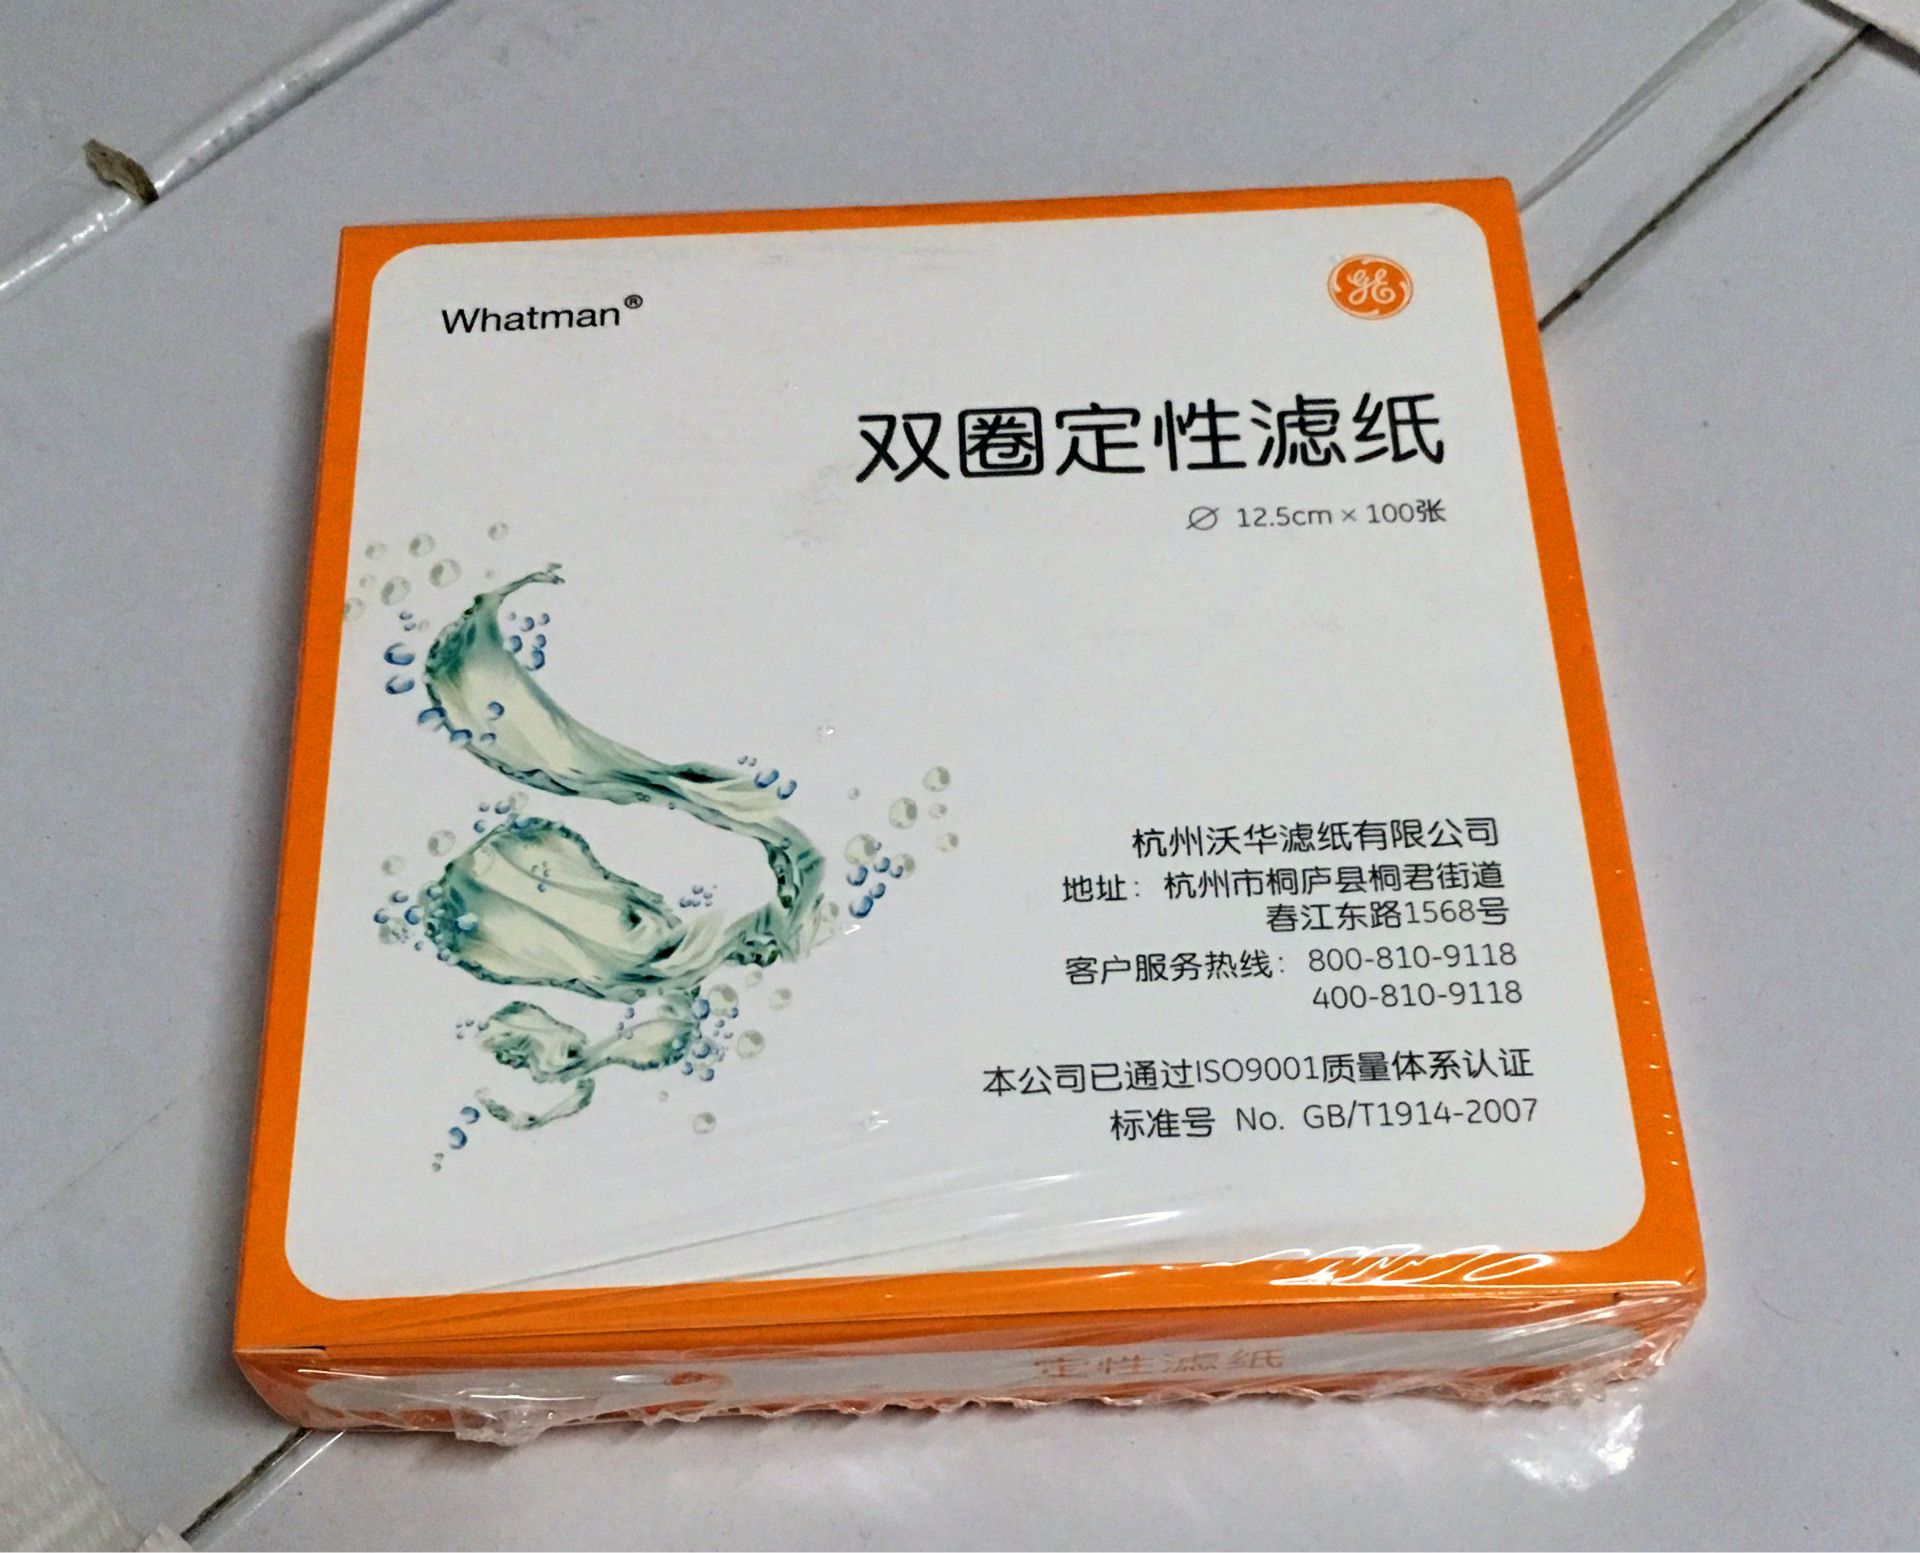 Whatman®
GE
双圈定性滤纸
∅ 12.5cm × 100张
杭州沃华滤纸有限公司
地址：杭州市桐庐县桐君街道
春江东路1568号
客户服务热线：800-810-9118
400-810-9118
本公司已通过ISO9001质量体系认证
标准号 No. GB/T1914-2007
定性滤纸